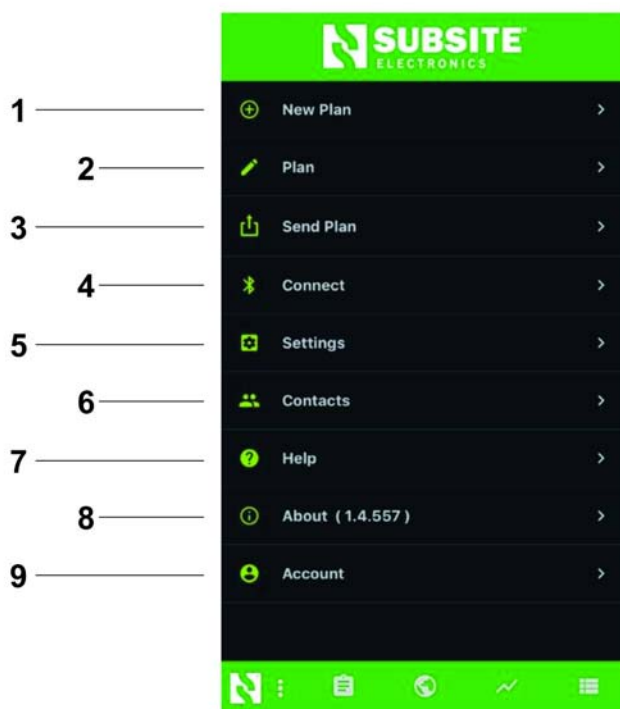 SUBSITE
ELECTRONICS
1 New Plan
2 Plan
3 Send Plan
4 Connect
5 Settings
6 Contacts
7 Help
8 About ( 1.4.557 )
9 Account